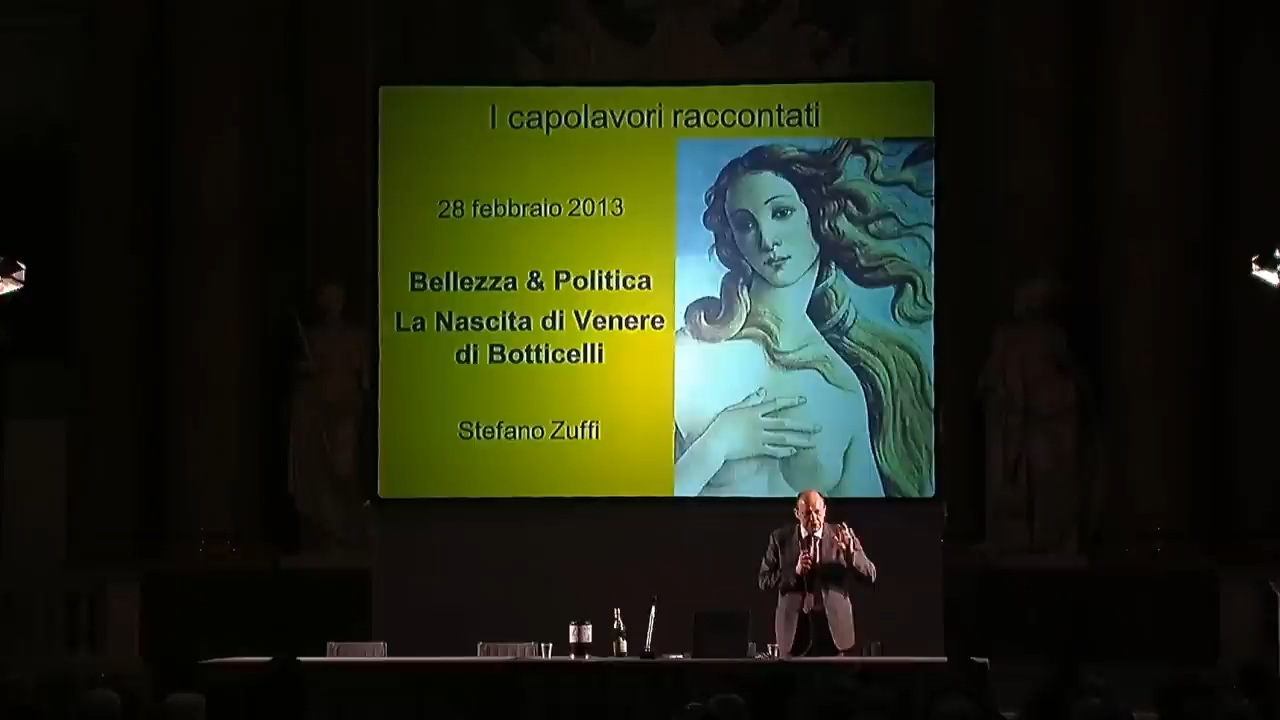 I capolavori raccontati
28 febbraio 2013
Bellezza & Politica
La Nascita di Venere
di Botticelli
Stefano Zuffi